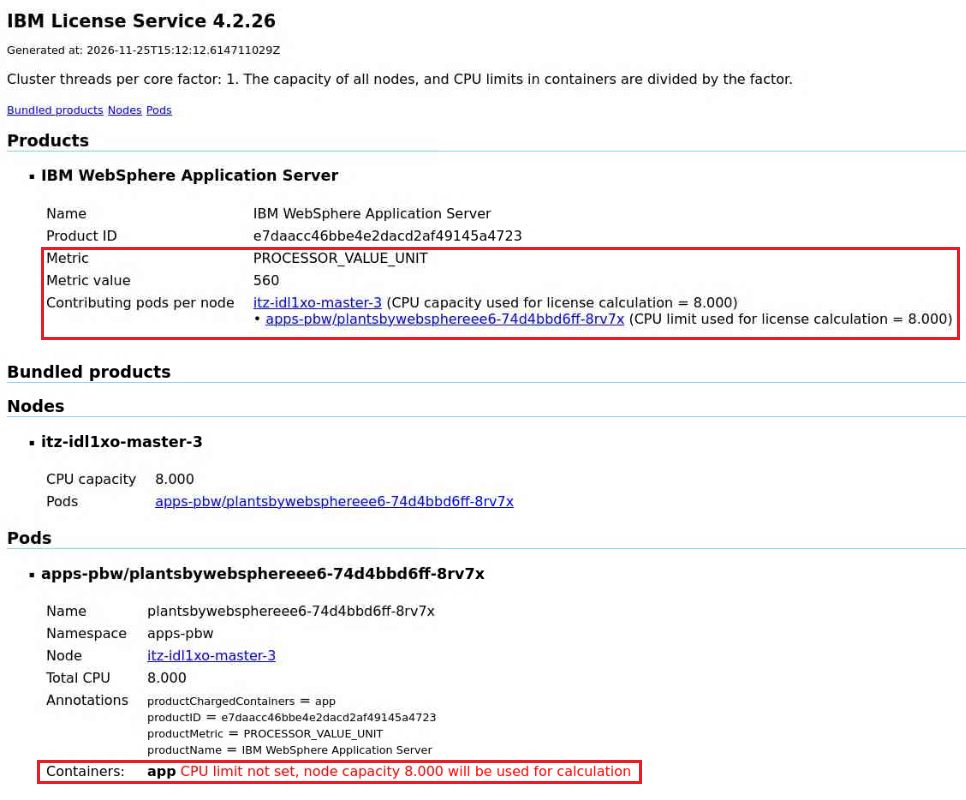 IBM License Service 4.2.26
Generated at: 2026-11-25T15:12:12.614711029Z
Cluster threads per core factor: 1. The capacity of all nodes, and CPU limits in containers are divided by the factor.
Bundled products Nodes Pods
Products
▪ IBM WebSphere Application Server
Name IBM WebSphere Application Server
Product ID e7daacc46bbe4e2dacd2af49145a4723
Metric PROCESSOR_VALUE_UNIT
Metric value 560
Contributing pods per node itz-idl1xo-master-3 (CPU capacity used for license calculation = 8.000)
• apps-pbw/plantsbywebsphereee6-74d4bbd6ff-8rv7x (CPU limit used for license calculation = 8.000)
Bundled products
Nodes
▪ itz-idl1xo-master-3
CPU capacity 8.000
Pods apps-pbw/plantsbywebsphereee6-74d4bbd6ff-8rv7x
Pods
▪ apps-pbw/plantsbywebsphereee6-74d4bbd6ff-8rv7x
Name plantsbywebsphereee6-74d4bbd6ff-8rv7x
Namespace apps-pbw
Node itz-idl1xo-master-3
Total CPU 8.000
Annotations productChargedContainers = app
productID = e7daacc46bbe4e2dacd2af49145a4723
productMetric = PROCESSOR_VALUE_UNIT
productName = IBM WebSphere Application Server
Containers: app CPU limit not set, node capacity 8.000 will be used for calculation